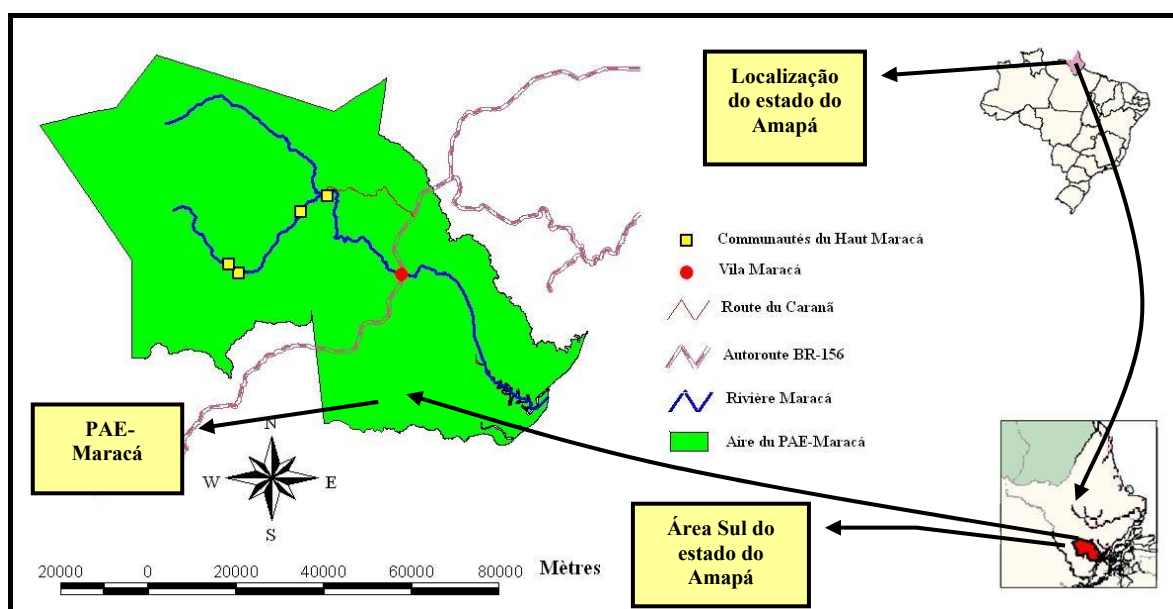 Localização
do estado do
Amapá
Communautés du Haut Maracá
Vila Maracá
Route du Caranã
Autoroute BR-156
Rivière Maracá
Aire du PAE-Maracá
PAE-
Maracá
N
W
E
S
Área Sul do
estado do
Amapá
20000 0 20000 40000 60000 80000 Mètres